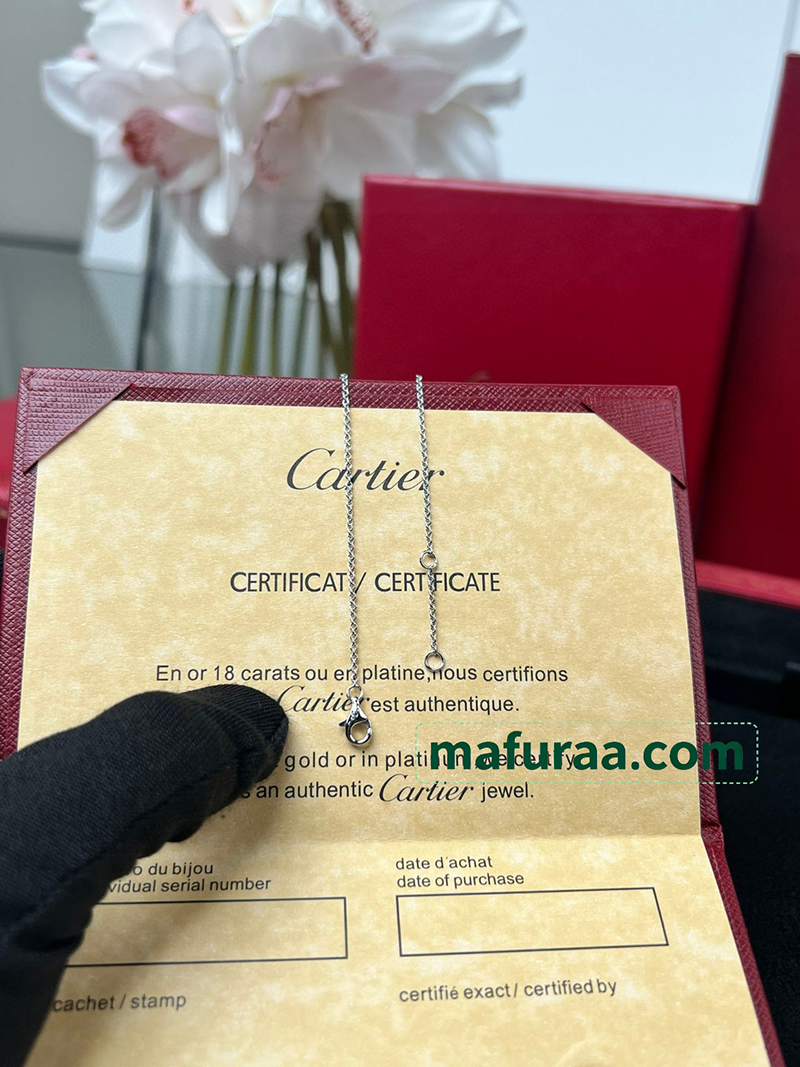 Cartier
CERTIFICAT / CERTIFICATE
En or 18 carats ou en platine, nous certifions
Cartier est authentique.
gold or in platinum, we certify
an authentic Cartier jewel.
mafuraa.com
du bijou
date d'achat
serial number
date of purchase
cachet / stamp
certifié exact / certified by